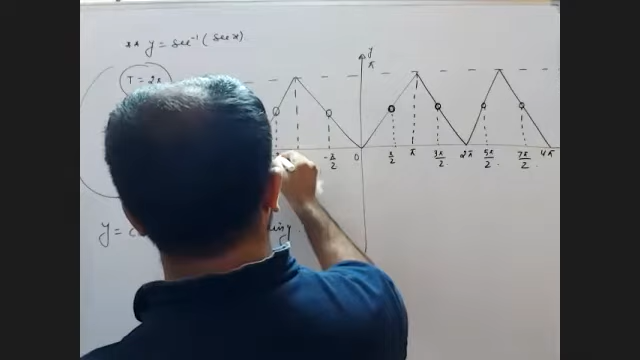 ** y = sec⁻¹ (sec x)
T = 2π
y
π
-π/2 0 π/2 π 3π/2 2π 5π/2 7π/2 4π
y =